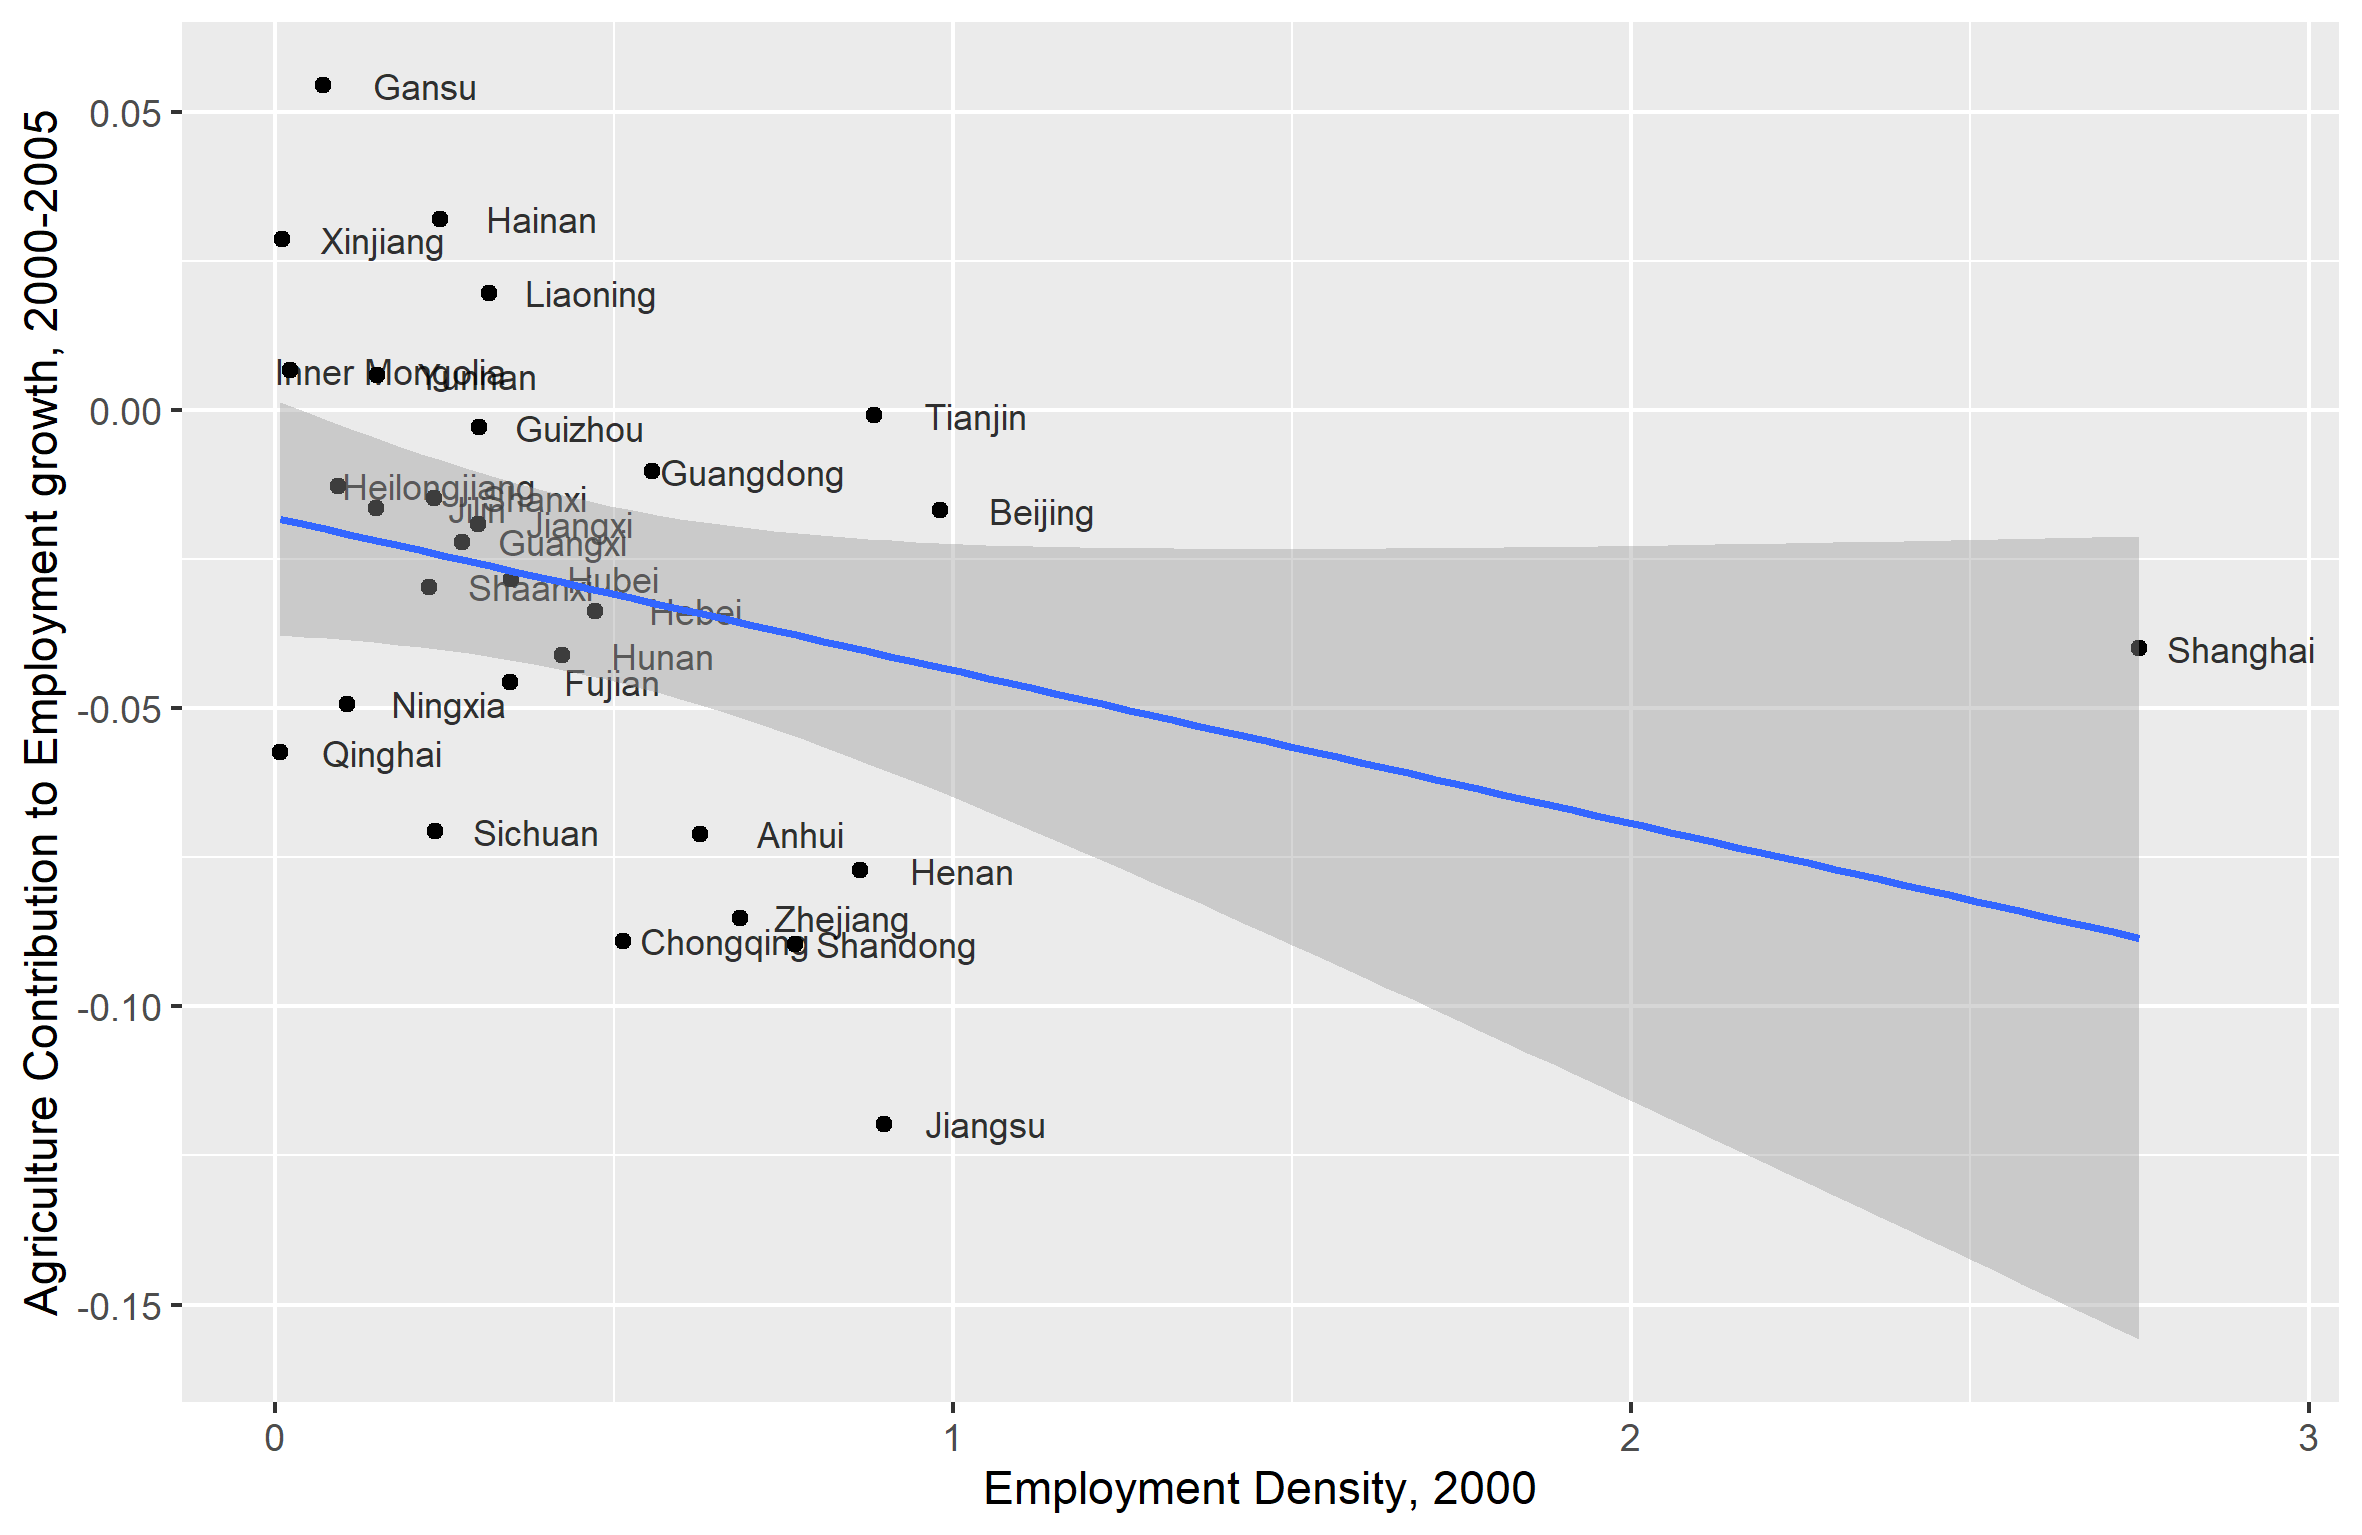 Agriculture Contribution to Employment growth, 2000-2005
0.05
0.00
-0.05
-0.10
-0.15
Gansu
Hainan
Xinjiang
Liaoning
Inner Mongolia
Yunnan
Tianjin
Guizhou
Guangdong
Heilongjiang
Shanxi
Jilin
Beijing
Jiangxi
Guangxi
Hubei
Shaanxi
Hebei
Shanghai
Hunan
Fujian
Ningxia
Qinghai
Sichuan
Anhui
Henan
Zhejiang
Chongqing
Shandong
Jiangsu
0
1
2
3
Employment Density, 2000